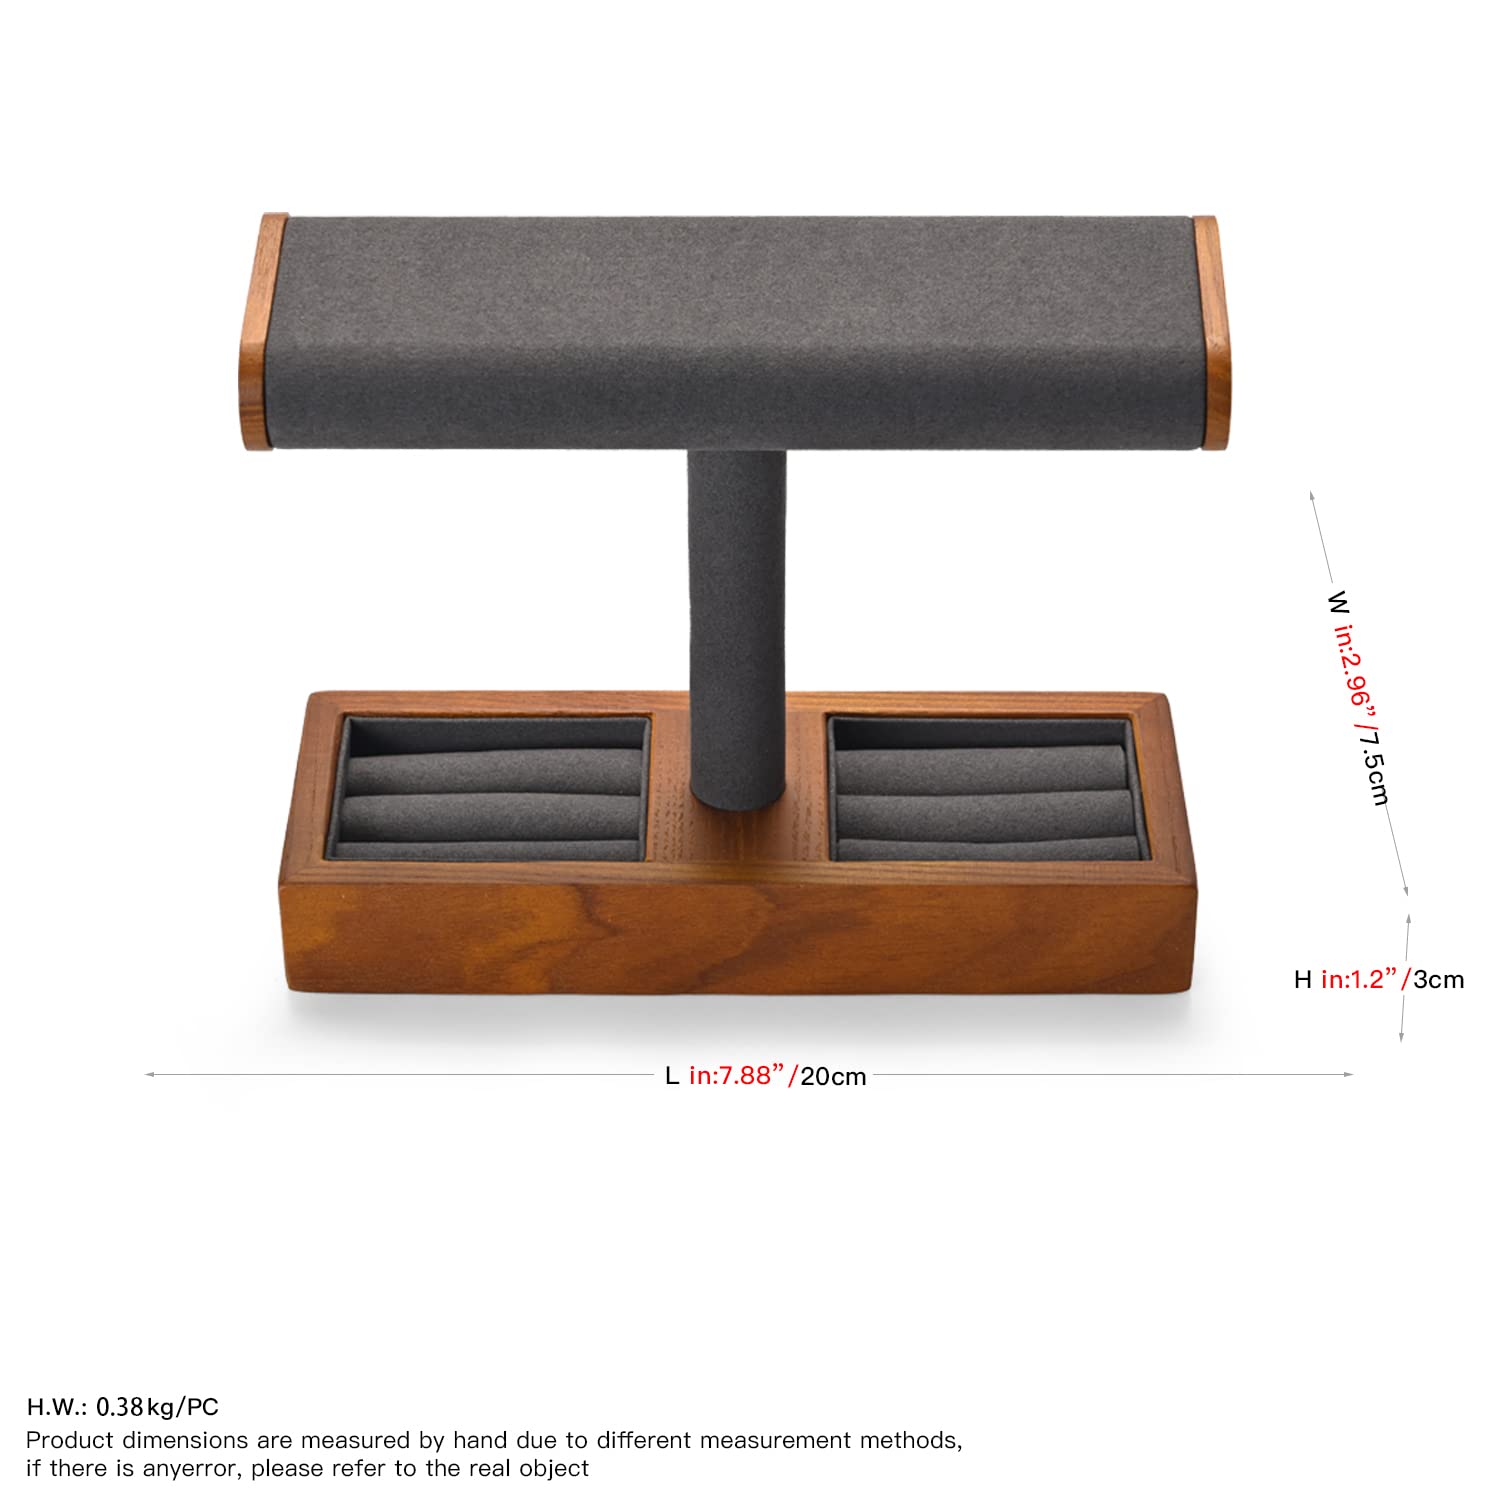 W in:2.96”/7.5cm
H in:1.2”/3cm
L in:7.88”/20cm
H.W.: 0.38kg/PC
Product dimensions are measured by hand due to different measurement methods,
if there is anyerror, please refer to the real object